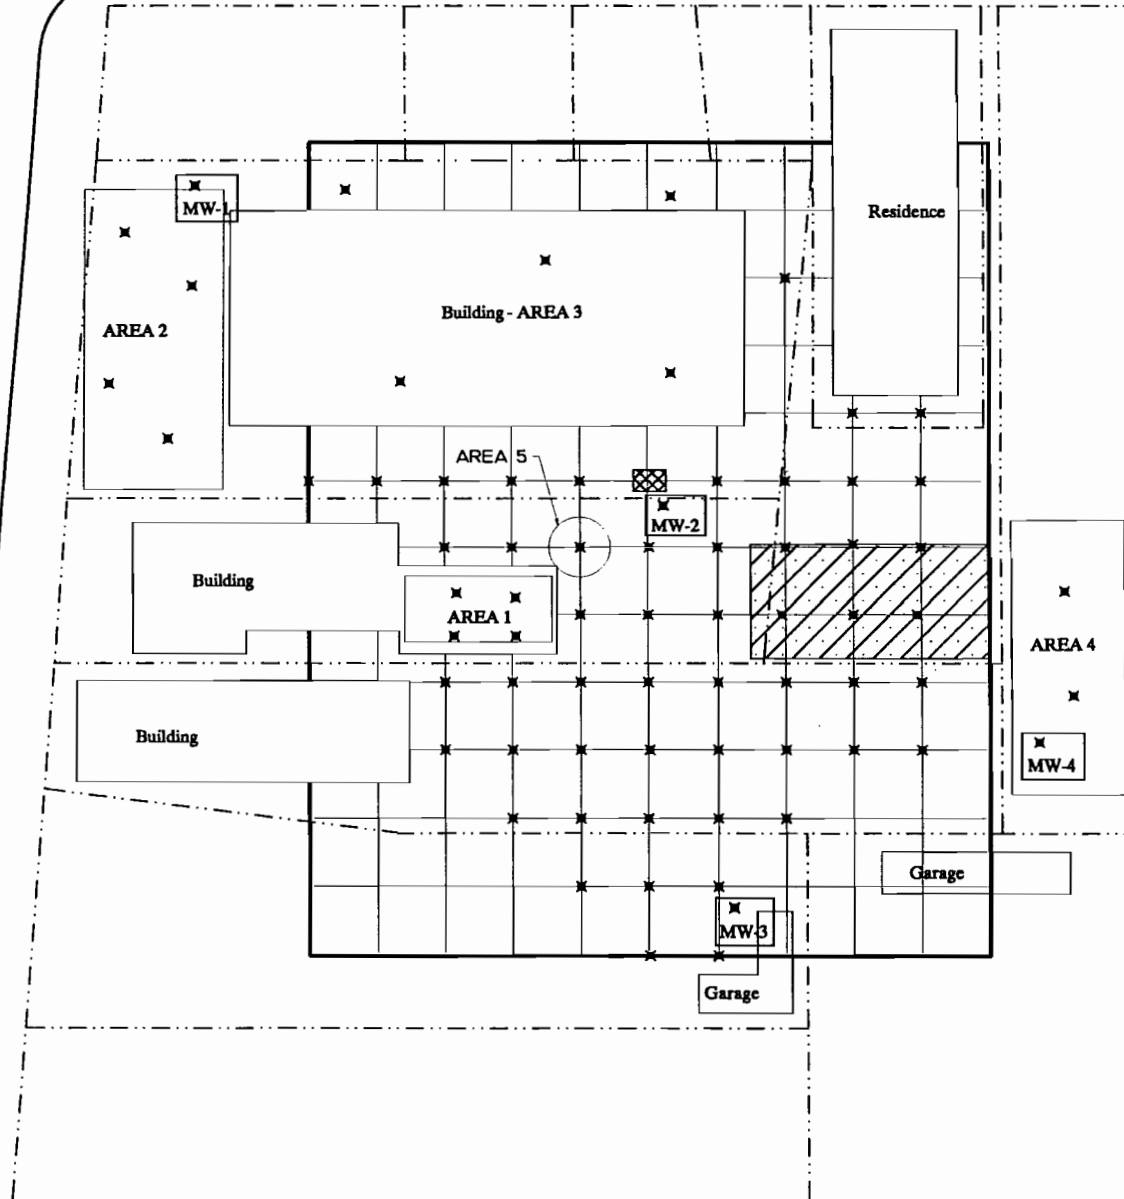 Residence
MW-1
Building - AREA 3
AREA 2
AREA 5
MW-2
Building
AREA 1
AREA 4
Building
MW-4
Garage
MW-3
Garage